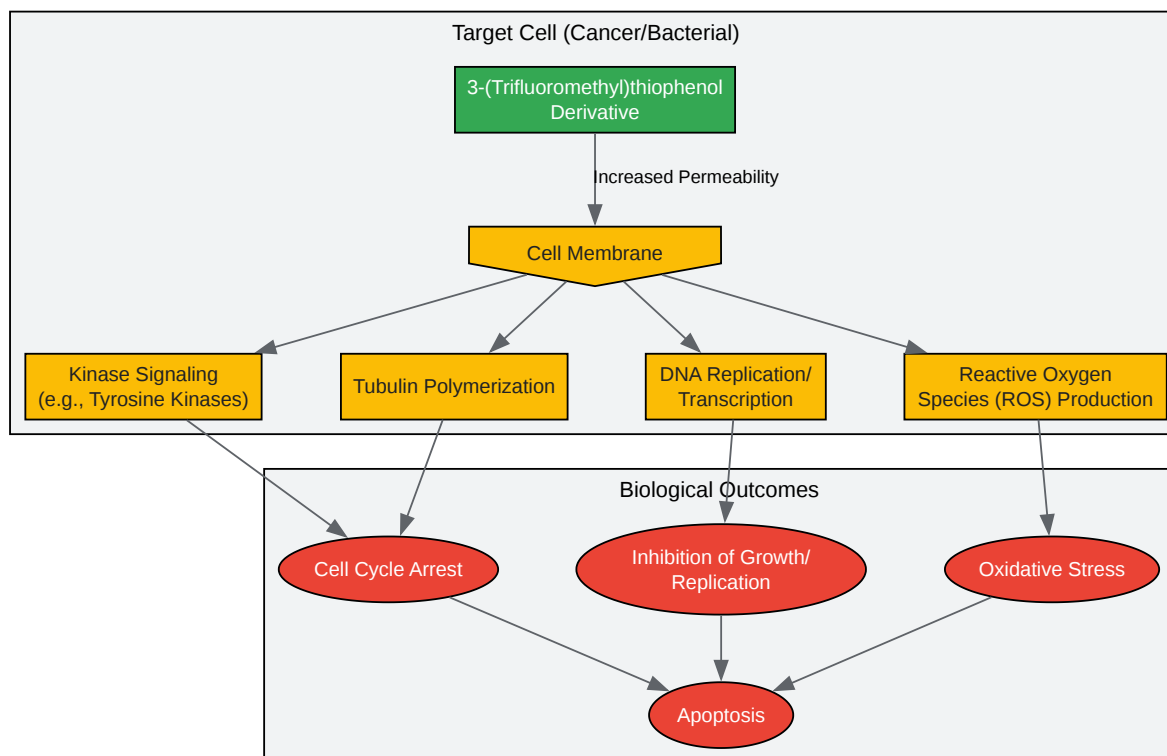 Target Cell (Cancer/Bacterial)
3-(Trifluoromethyl)thiophenol
Derivative
Increased Permeability
Cell Membrane
Kinase Signaling
(e.g., Tyrosine Kinases)
Tubulin Polymerization
DNA Replication/
Transcription
Reactive Oxygen
Species (ROS) Production
Biological Outcomes
Cell Cycle Arrest
Inhibition of Growth/
Replication
Oxidative Stress
Apoptosis